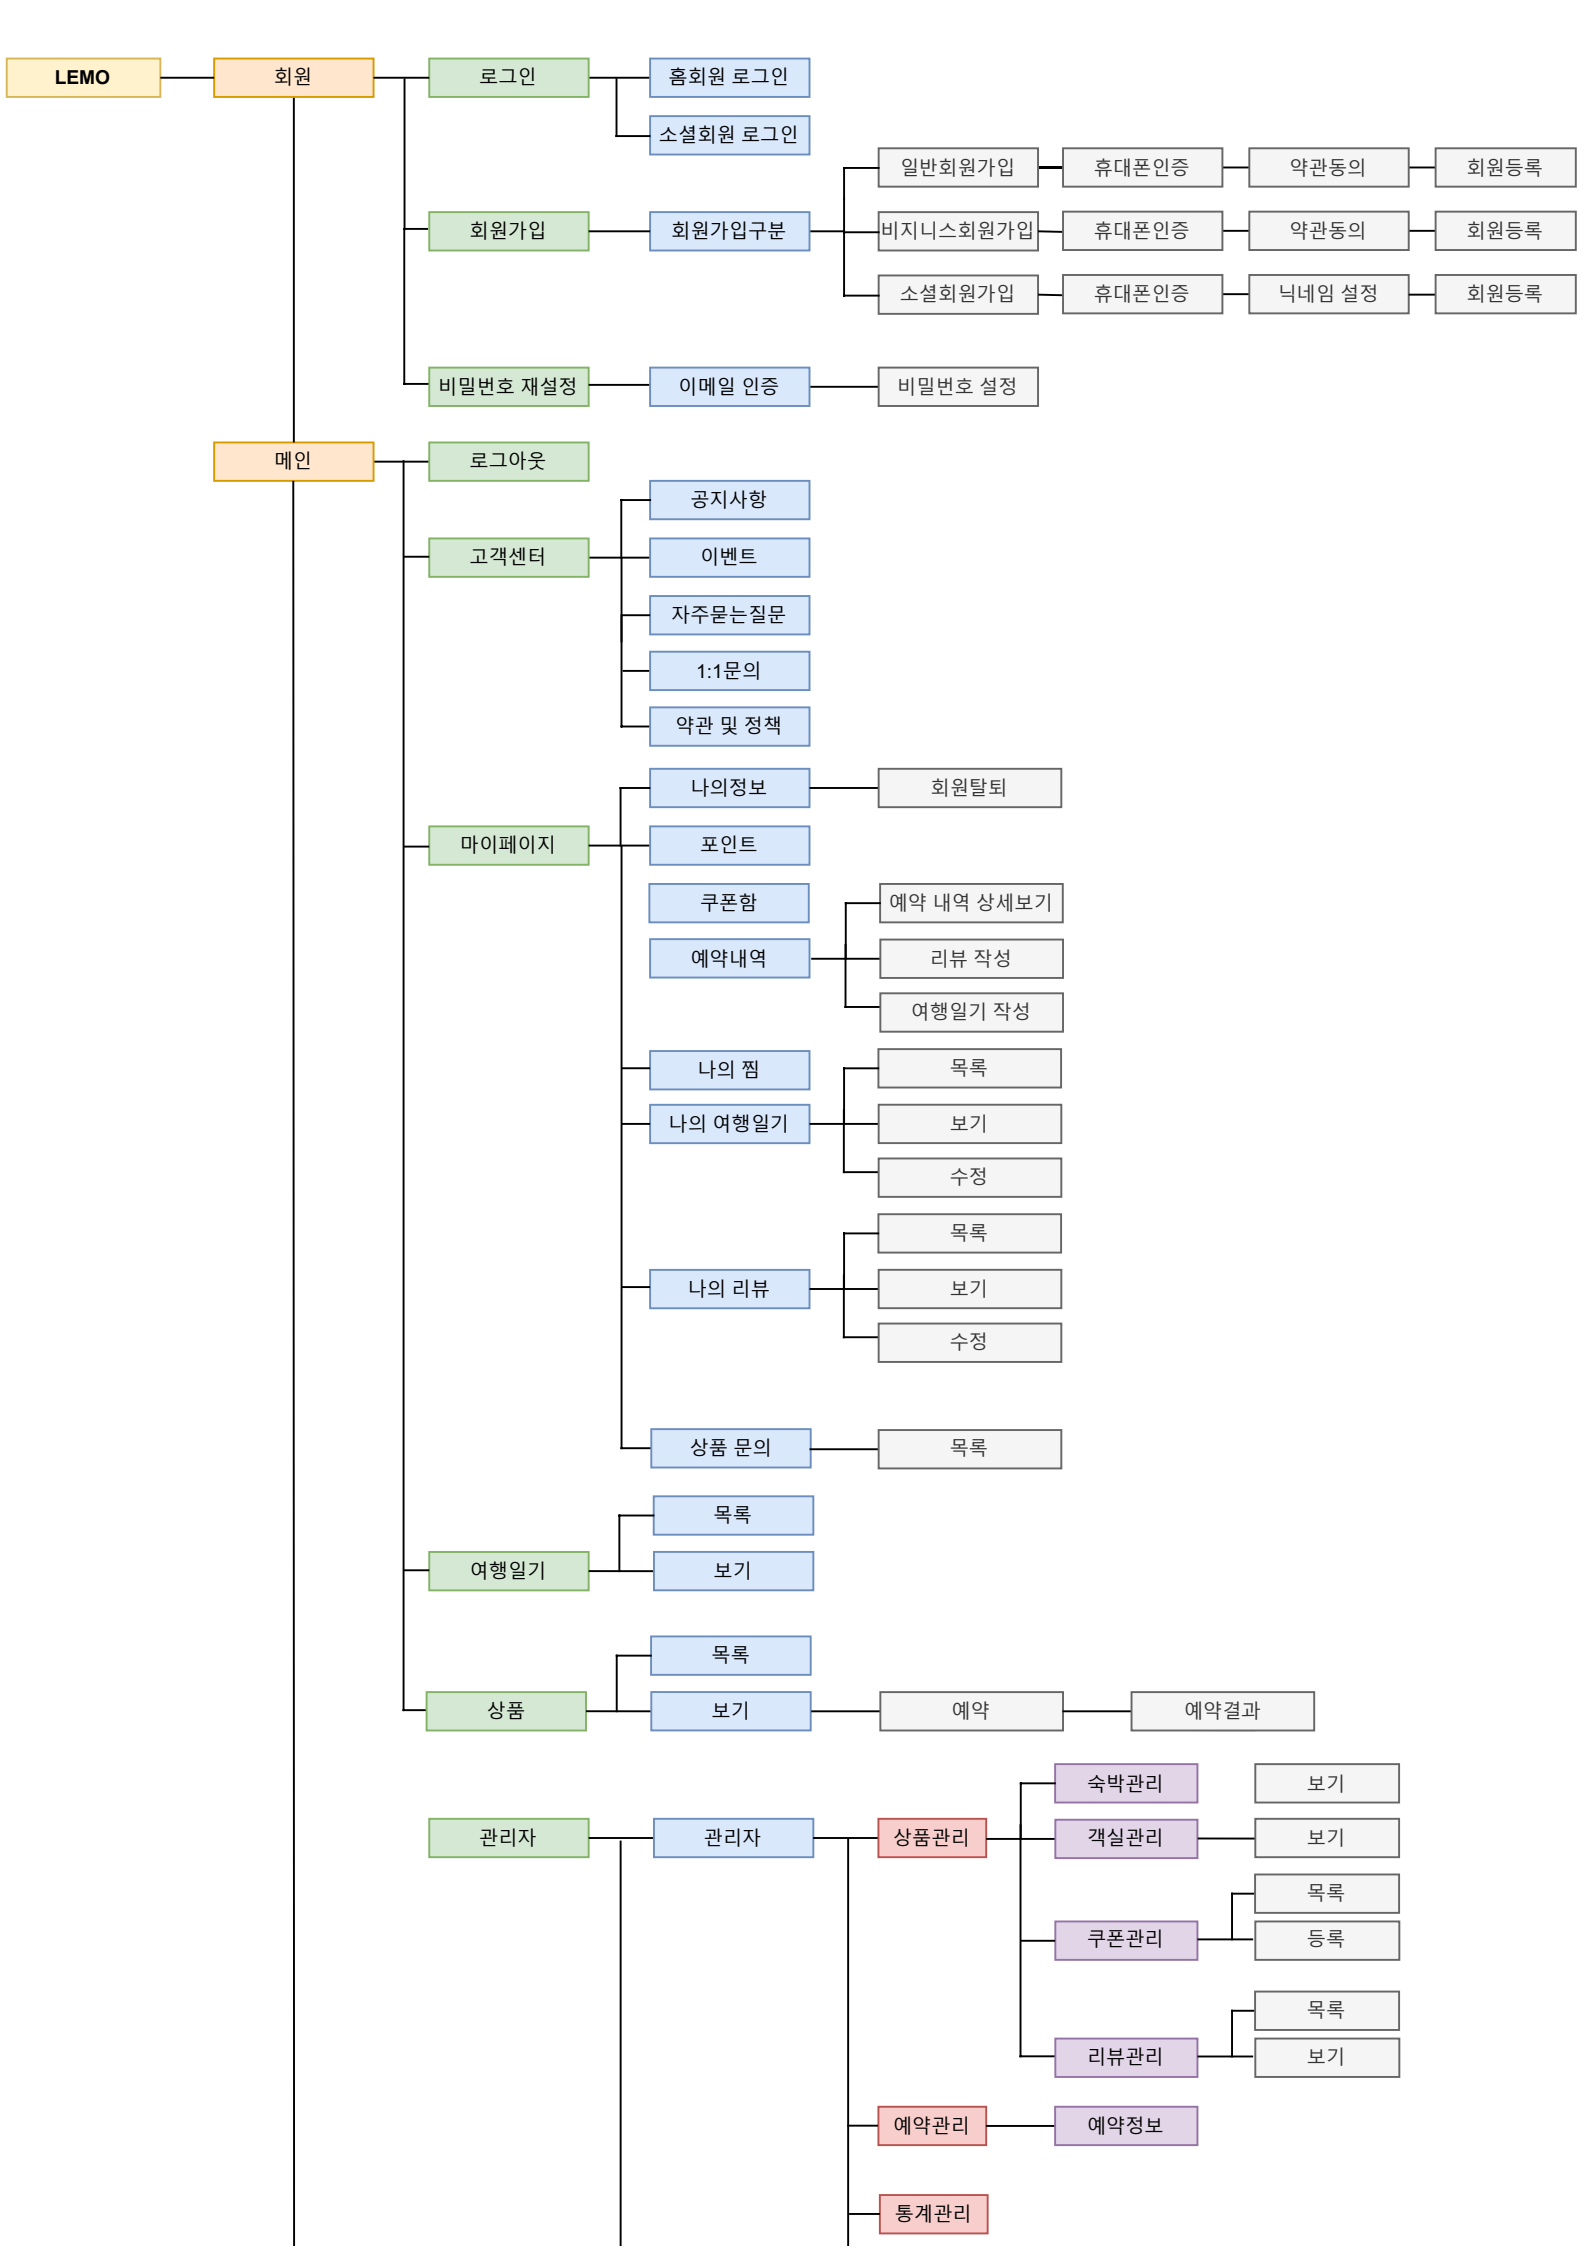 LEMO
회원
로그인
홈회원 로그인
소셜회원 로그인
일반회원가입
휴대폰인증
약관동의
회원등록
회원가입
회원가입구분
비지니스회원가입
휴대폰인증
약관동의
회원등록
소셜회원가입
휴대폰인증
닉네임 설정
회원등록
비밀번호 재설정
이메일 인증
비밀번호 설정
메인
로그아웃
공지사항
고객센터
이벤트
자주묻는질문
1:1문의
약관 및 정책
나의정보
회원탈퇴
마이페이지
포인트
쿠폰함
예약 내역 상세보기
예약내역
리뷰 작성
여행일기 작성
나의 찜
목록
나의 여행일기
보기
수정
목록
나의 리뷰
보기
수정
상품 문의
목록
목록
여행일기
보기
목록
상품
보기
예약
예약결과
숙박관리
보기
관리자
관리자
상품관리
객실관리
보기
목록
쿠폰관리
등록
목록
리뷰관리
보기
예약관리
예약정보
통계관리